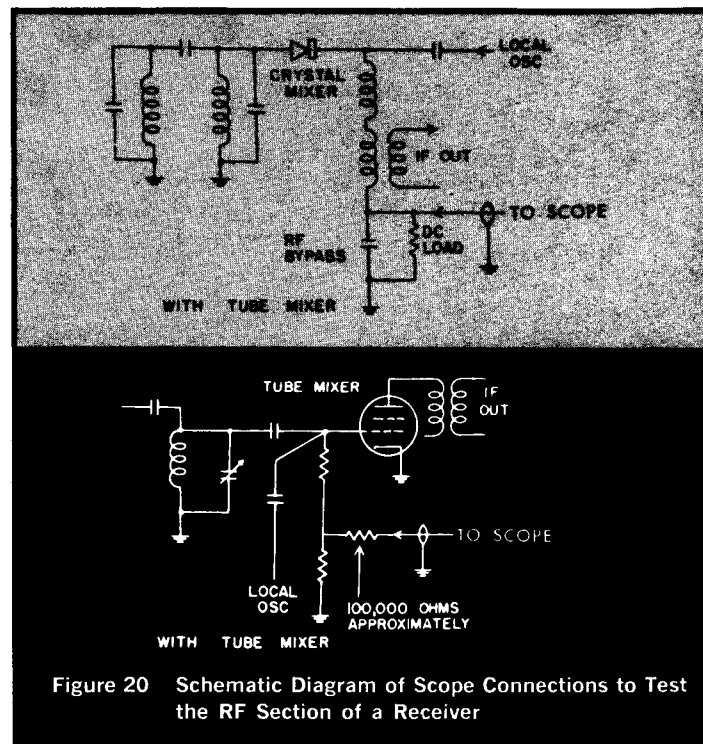 LOCAL
OSC
CRYSTAL
MIXER
IF OUT
TO SCOPE
RF
BYPASS
DC
LOAD
WITH TUBE MIXER
TUBE MIXER
IF
OUT
TO SCOPE
LOCAL
OSC
100,000 OHMS
APPROXIMATELY
WITH TUBE MIXER
Figure 20 Schematic Diagram of Scope Connections to Test
the RF Section of a Receiver